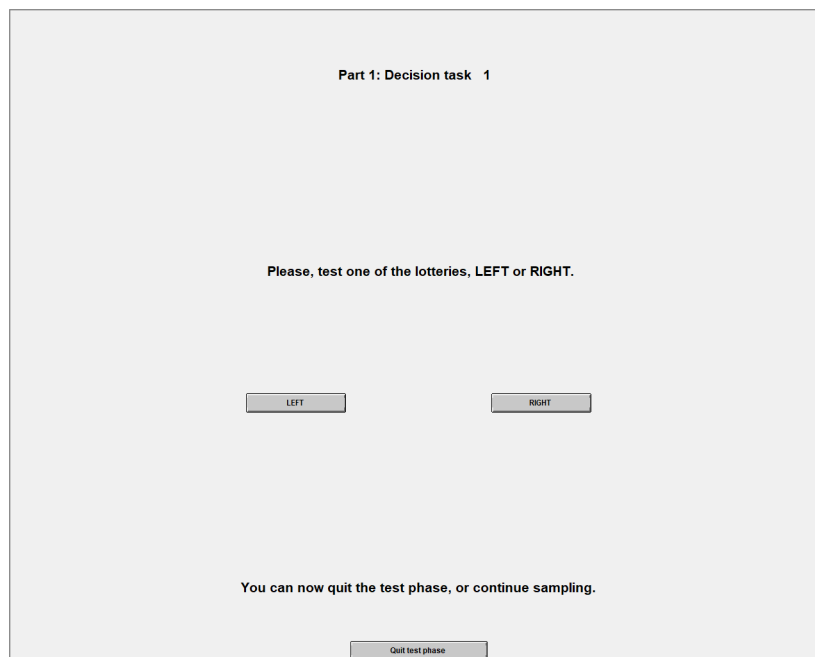 Part 1: Decision task 1
Please, test one of the lotteries, LEFT or RIGHT.
LEFT
RIGHT
You can now quit the test phase, or continue sampling.
Quit test phase